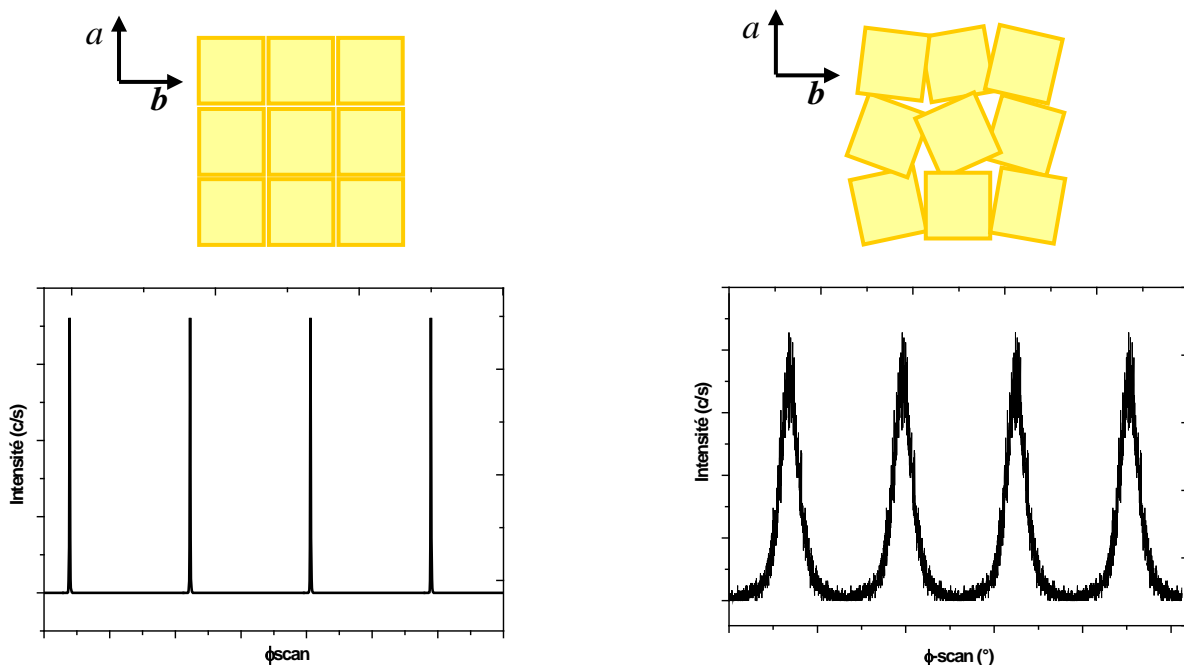 a
b
a
b
Intensité (c/s)
ϕscan
Intensité (c/s)
ϕ-scan (°)